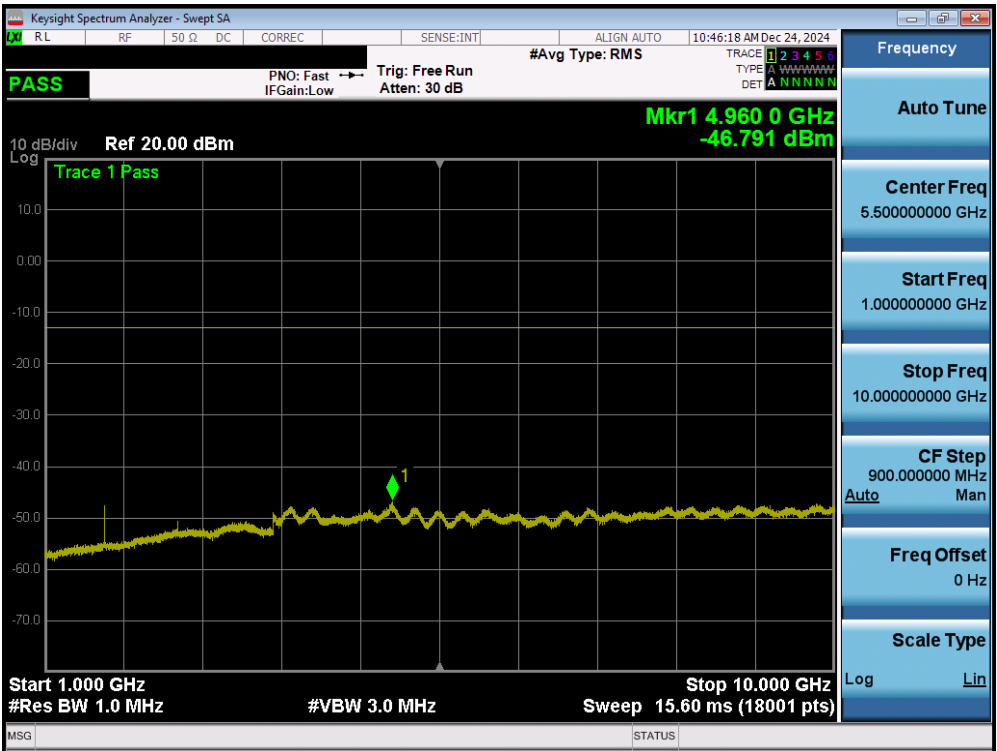 Keysight Spectrum Analyzer - Swept SA
LXI RL RF 50 Ω DC CORREC SENSE:INT ALIGN AUTO 10:46:18 AM Dec 24, 2024
#Avg Type: RMS TRACE 1 2 3 4 5 6
TYPE A WWWWW
DET A N N N N N
PASS PNO: Fast Trig: Free Run
IFGain:Low Atten: 30 dB
Mkr1 4.960 0 GHz
-46.791 dBm
10 dB/div Ref 20.00 dBm
Log
Trace 1 Pass
10.0
0.00
-10.0
-20.0
-30.0
-40.0
1
-50.0
-60.0
-70.0
Start 1.000 GHz Stop 10.000 GHz
#Res BW 1.0 MHz #VBW 3.0 MHz Sweep 15.60 ms (18001 pts)
MSG STATUS
Frequency
Auto Tune
Center Freq
5.500000000 GHz
Start Freq
1.000000000 GHz
Stop Freq
10.000000000 GHz
CF Step
900.000000 MHz
Auto Man
Freq Offset
0 Hz
Scale Type
Log Lin